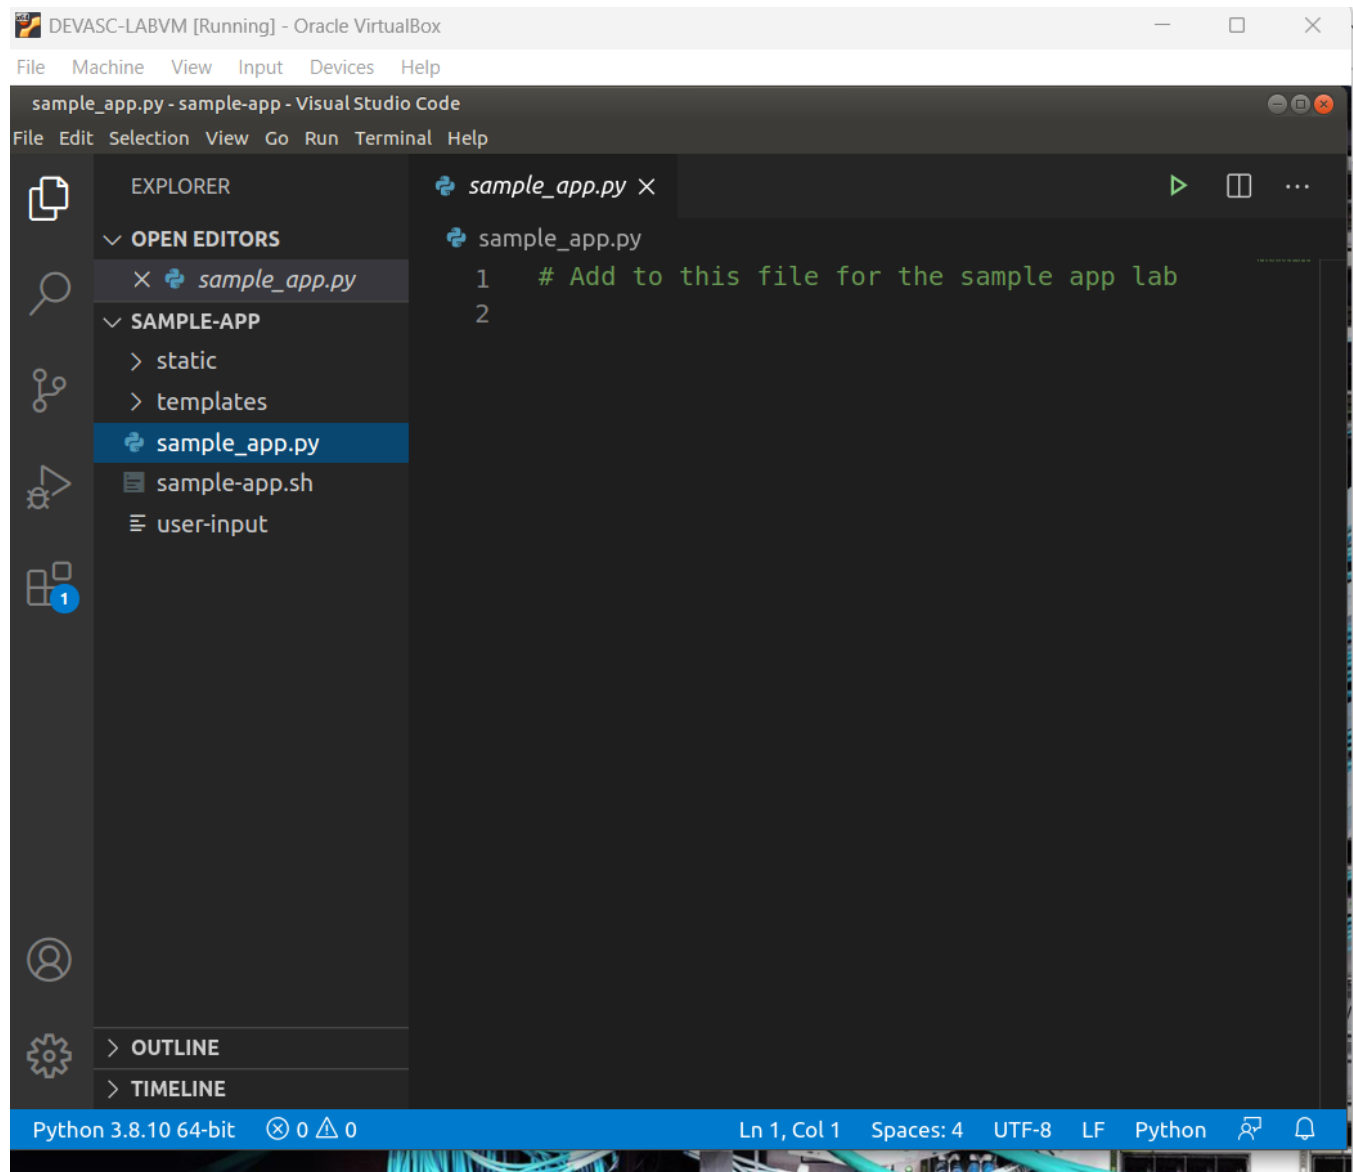 DEVASC-LABVM [Running] - Oracle VirtualBox
File Machine View Input Devices Help
sample_app.py - sample-app - Visual Studio Code
File Edit Selection View Go Run Terminal Help
EXPLORER
OPEN EDITORS
sample_app.py
SAMPLE-APP
static
templates
sample_app.py
sample-app.sh
user-input
1
OUTLINE
TIMELINE
sample_app.py
sample_app.py
1 # Add to this file for the sample app lab
2
Python 3.8.10 64-bit 0 0 Ln 1, Col 1 Spaces: 4 UTF-8 LF Python